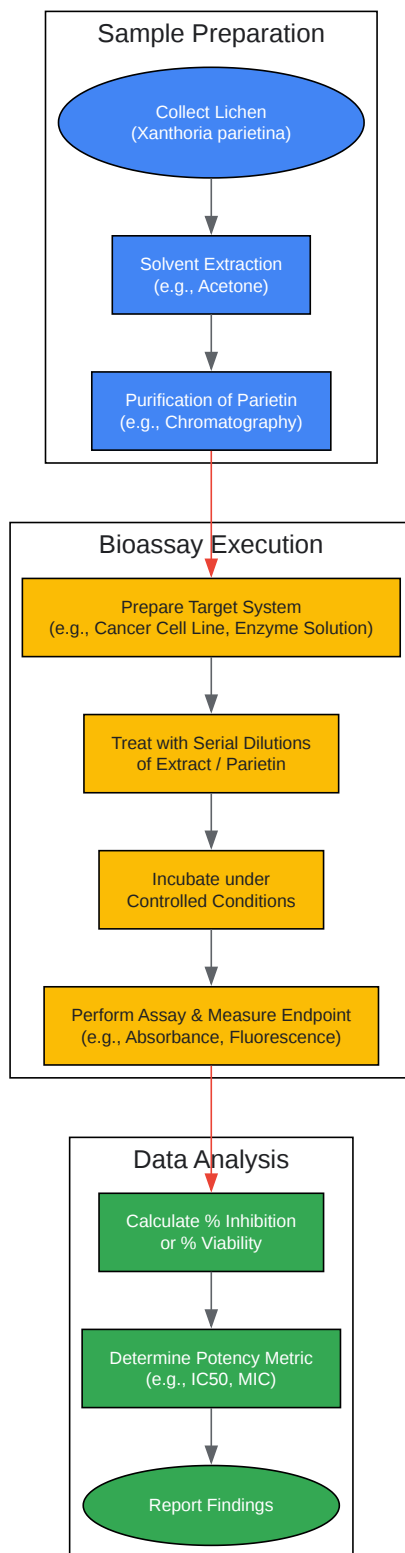 Sample Preparation
Collect Lichen
(Xanthoria parietina)
Solvent Extraction
(e.g., Acetone)
Purification of Parietin
(e.g., Chromatography)
Bioassay Execution
Prepare Target System
(e.g., Cancer Cell Line, Enzyme Solution)
Treat with Serial Dilutions
of Extract / Parietin
Incubate under
Controlled Conditions
Perform Assay & Measure Endpoint
(e.g., Absorbance, Fluorescence)
Data Analysis
Calculate % Inhibition
or % Viability
Determine Potency Metric
(e.g., IC50, MIC)
Report Findings